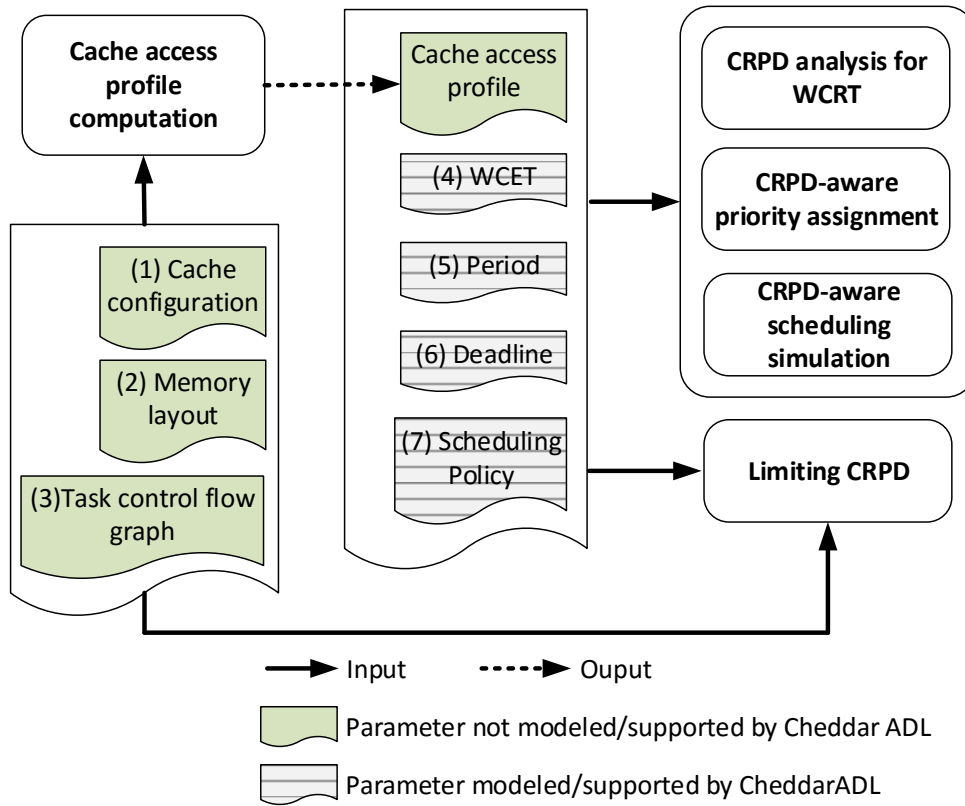 Cache access
profile
computation
(1) Cache
configuration
(2) Memory
layout
(3)Task control flow
graph
Cache access
profile
(4) WCET
(5) Period
(6) Deadline
(7) Scheduling
Policy
CRPD analysis for
WCRT
CRPD-aware
priority assignment
CRPD-aware
scheduling
simulation
Limiting CRPD
Input
Ouput
Parameter not modeled/supported by Cheddar ADL
Parameter modeled/supported by CheddarADL